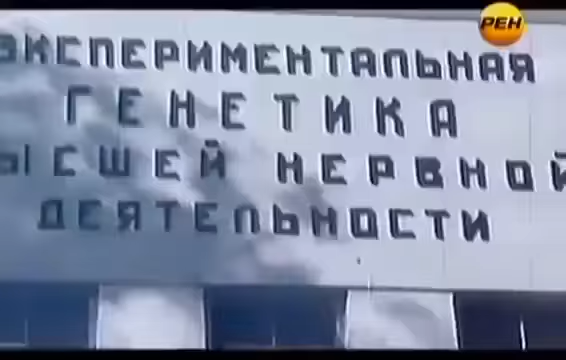 РЕН
ЭКСПЕРИМЕНТАЛЬНАЯ
ГЕНЕТИКА
ЫСШЕЙ НЕРВНОЙ
ДЕЯТЕЛЬНОСТИ